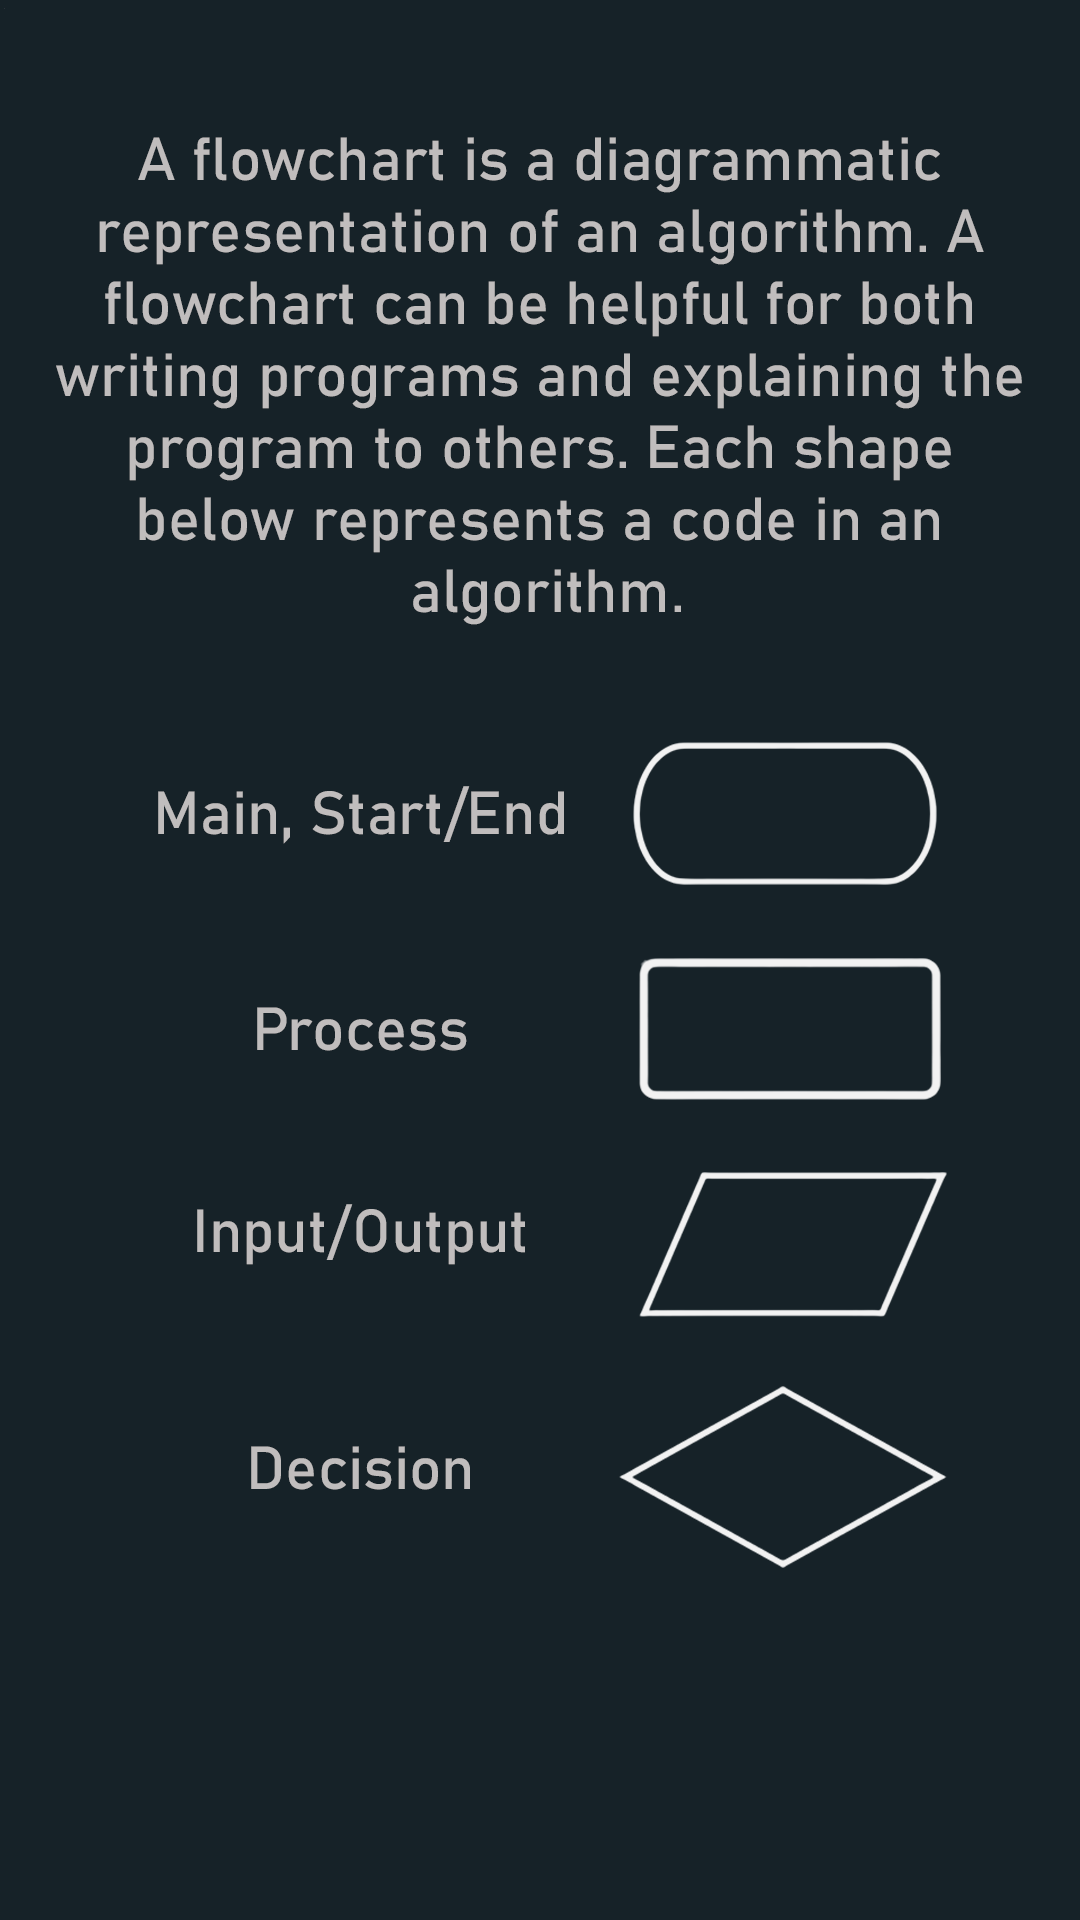 A flowchart is a diagrammatic
representation of an algorithm. A
flowchart can be helpful for both
writing programs and explaining the
program to others. Each shape
below represents a code in an
algorithm.
Main, Start/End
Process
Input/Output
Decision